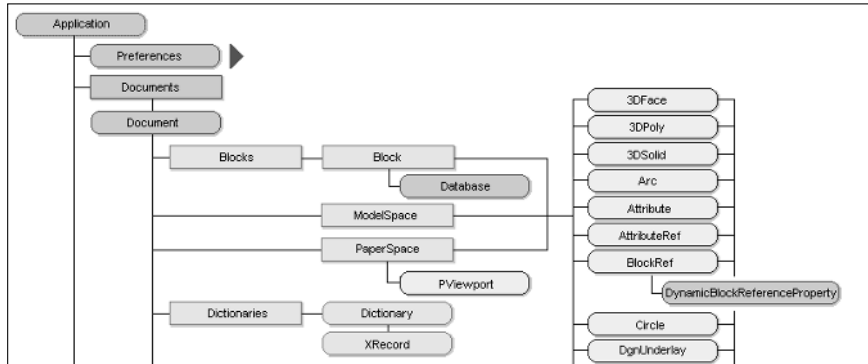 Application
Preferences
Documents
Document
Blocks
Block
Database
ModelSpace
PaperSpace
PViewport
Dictionaries
Dictionary
XRecord
3DFace
3DPoly
3DSolid
Arc
Attribute
AttributeRef
BlockRef
DynamicBlockReferenceProperty
Circle
DgnUnderlay